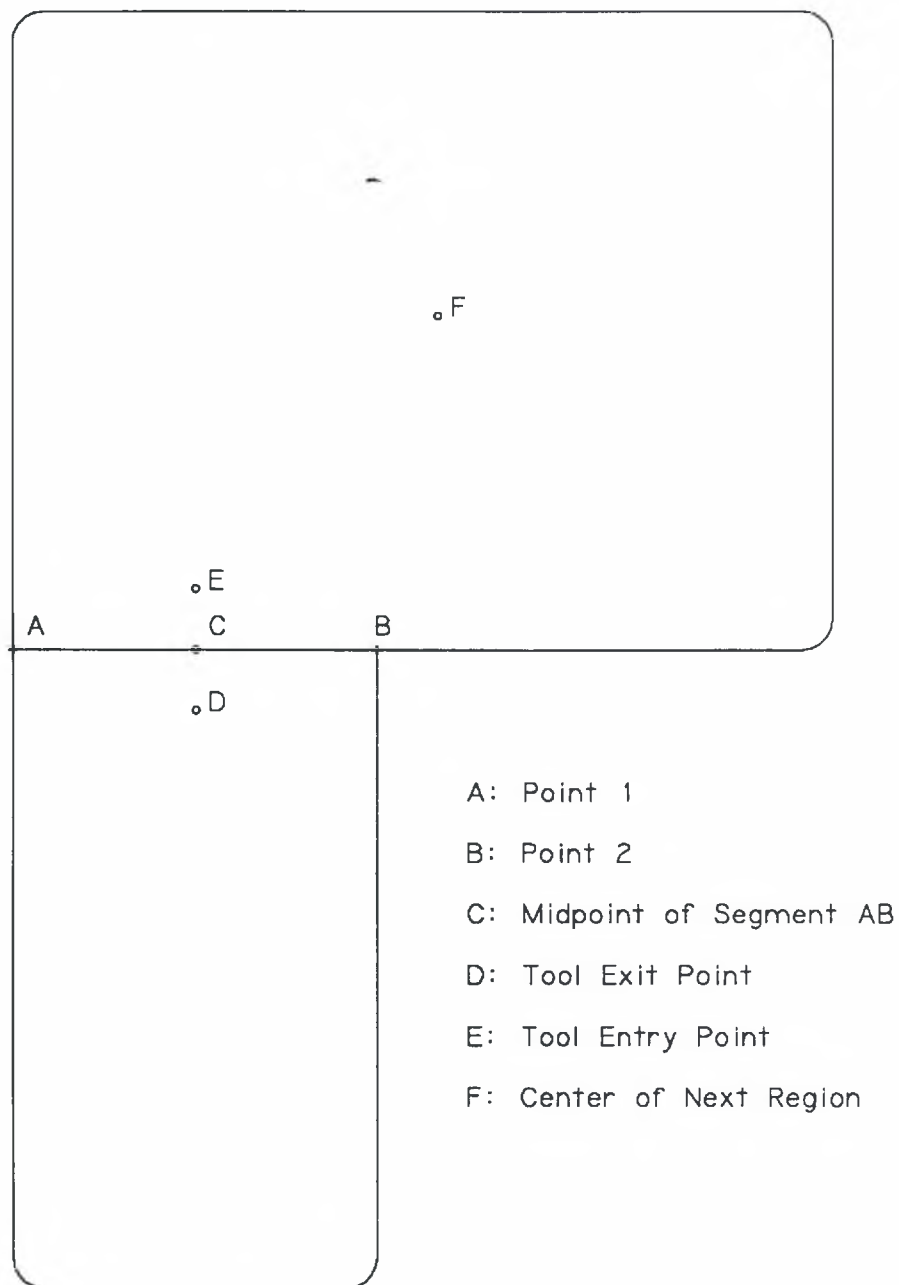 F
E
A C B
D
A: Point 1
B: Point 2
C: Midpoint of Segment AB
D: Tool Exit Point
E: Tool Entry Point
F: Center of Next Region